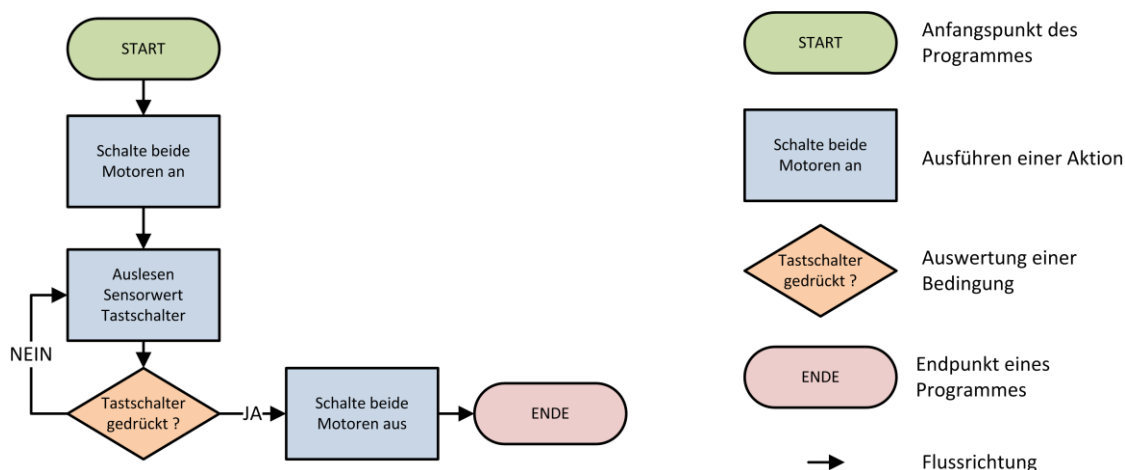 START
Schalte beide
Motoren an
Auslesen
Sensorwert
Tastschalter
NEIN
Tastschalter
gedrückt ?
JA
Schalte beide
Motoren aus
ENDE
START
Anfangspunkt des
Programmes
Schalte beide
Motoren an
Ausführen einer Aktion
Tastschalter
gedrückt ?
Auswertung einer
Bedingung
ENDE
Endpunkt eines
Programmes
Flussrichtung